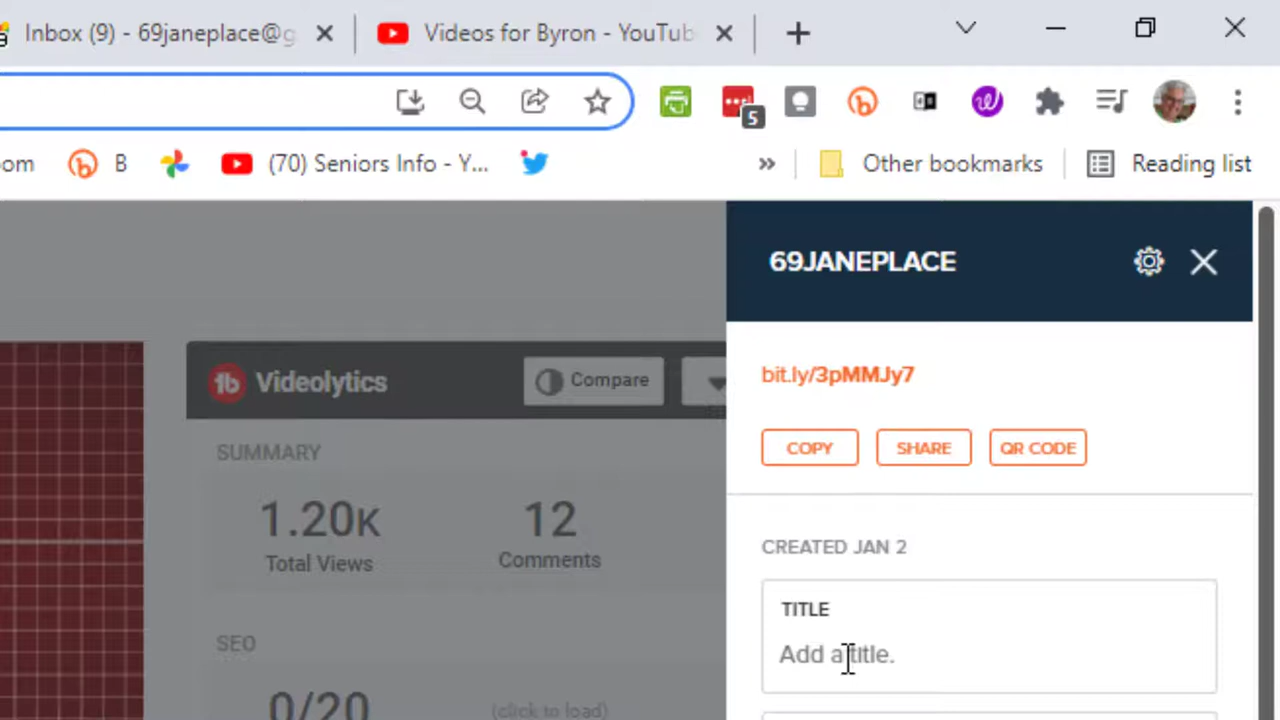 Inbox (9) - 69janeplace@g
Videos for Byron - YouTub
5
oom
B
(70) Seniors Info - Y...
»
Other bookmarks
Reading list
69JANEPLACE
bit.ly/3pMMJy7
COPY
SHARE
QR CODE
CREATED JAN 2
TITLE
Add a title.
tb Videolytics
Compare
SUMMARY
1.20K
12
Total Views
Comments
SEO
0/20
(click to load)